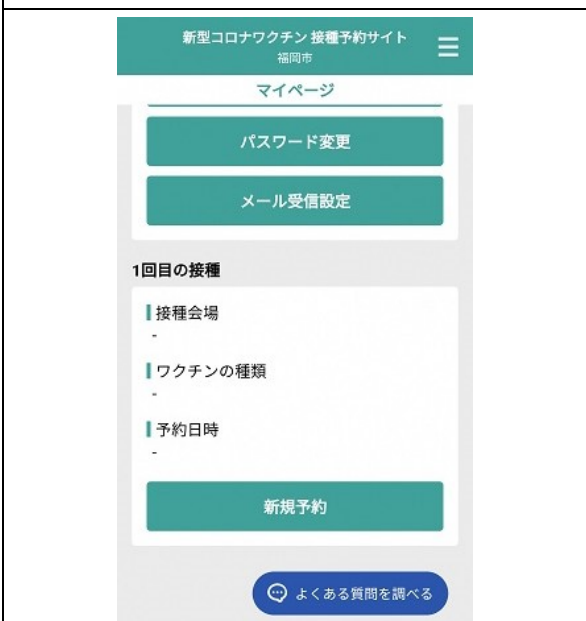 新型コロナワクチン 接種予約サイト
福岡市
マイページ
パスワード変更
メール受信設定
1回目の接種
接種会場
-
ワクチンの種類
-
予約日時
-
新規予約
よくある質問を調べる